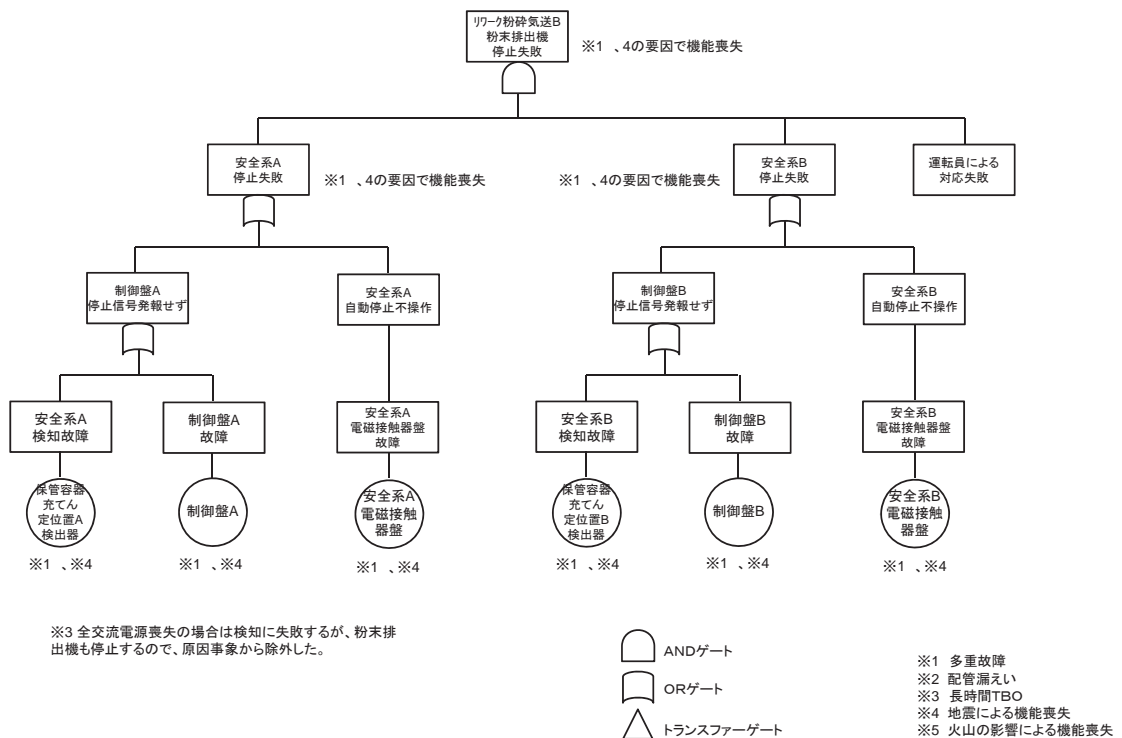 リワーク粉砕気送B
粉末排出機
停止失敗
※1 、4の要因で機能喪失
安全系A
停止失敗
※1 、4の要因で機能喪失
※1 、4の要因で機能喪失
安全系B
停止失敗
運転員による
対応失敗
制御盤A
停止信号発報せず
安全系A
自動停止不操作
制御盤B
停止信号発報せず
安全系B
自動停止不操作
安全系A
検知故障
制御盤A
故障
安全系A
電磁接触器盤
故障
安全系B
検知故障
制御盤B
故障
安全系B
電磁接触器盤
故障
保管容器
充てん
定位置A
検出器
制御盤A
安全系A
電磁接触
器盤
保管容器
充てん
定位置B
検出器
制御盤B
安全系B
電磁接触
器盤
※1 、※4
※1 、※4
※1 、※4
※1 、※4
※1 、※4
※1 、※4
※3 全交流電源喪失の場合は検知に失敗するが、粉末排
出機も停止するので、原因事象から除外した。
ANDゲート
ORゲート
トランスファーゲート
※1 多重故障
※2 配管漏えい
※3 長時間TBO
※4 地震による機能喪失
※5 火山の影響による機能喪失